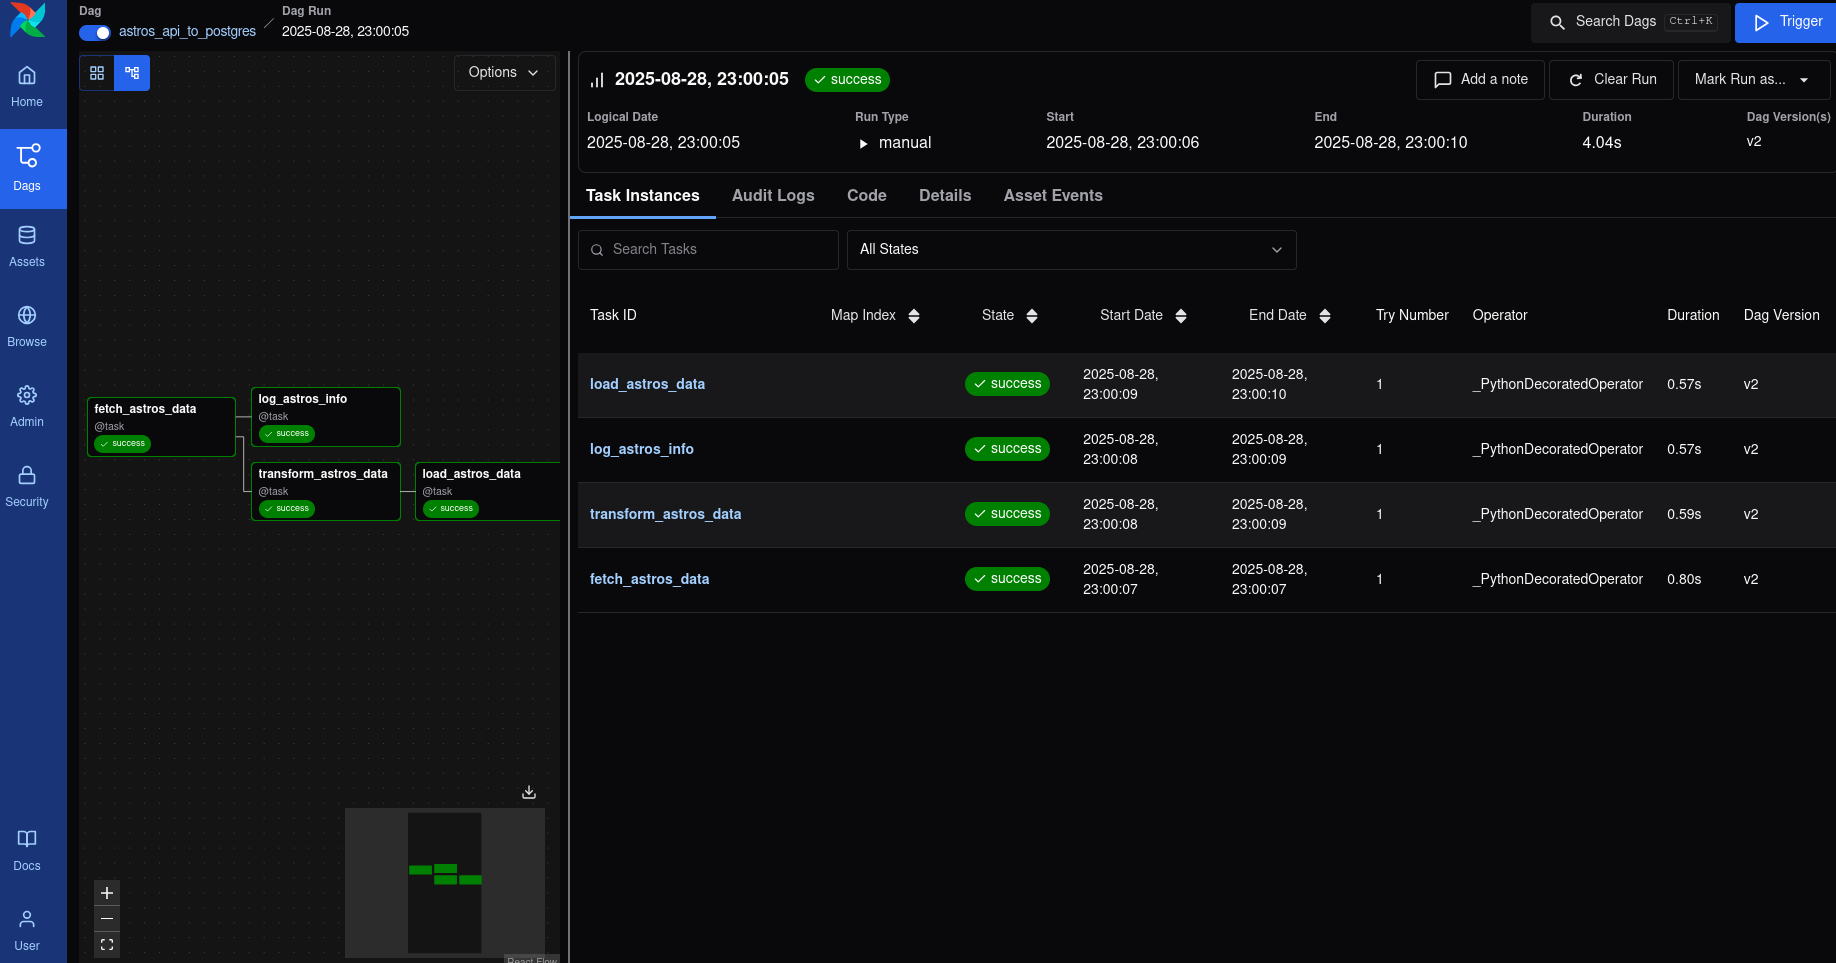 Dag
astros_api_to_postgres
Dag Run
2025-08-28, 23:00:05
Search Dags Ctrl+K
Trigger
Home
Dags
Assets
Browse
Admin
Security
Docs
User
Options
fetch_astros_data
@task
success
log_astros_info
@task
success
transform_astros_data
@task
success
load_astros_data
@task
success
React Flow
2025-08-28, 23:00:05 success
Add a note
Clear Run
Mark Run as...
Logical Date Run Type Start End Duration Dag Version(s)
2025-08-28, 23:00:05 manual 2025-08-28, 23:00:06 2025-08-28, 23:00:10 4.04s v2
Task Instances Audit Logs Code Details Asset Events
Search Tasks
All States
Task ID Map Index State Start Date End Date Try Number Operator Duration Dag Version
load_astros_data success 2025-08-28, 23:00:09 2025-08-28, 23:00:10 1 _PythonDecoratedOperator 0.57s v2
log_astros_info success 2025-08-28, 23:00:08 2025-08-28, 23:00:09 1 _PythonDecoratedOperator 0.57s v2
transform_astros_data success 2025-08-28, 23:00:08 2025-08-28, 23:00:09 1 _PythonDecoratedOperator 0.59s v2
fetch_astros_data success 2025-08-28, 23:00:07 2025-08-28, 23:00:07 1 _PythonDecoratedOperator 0.80s v2